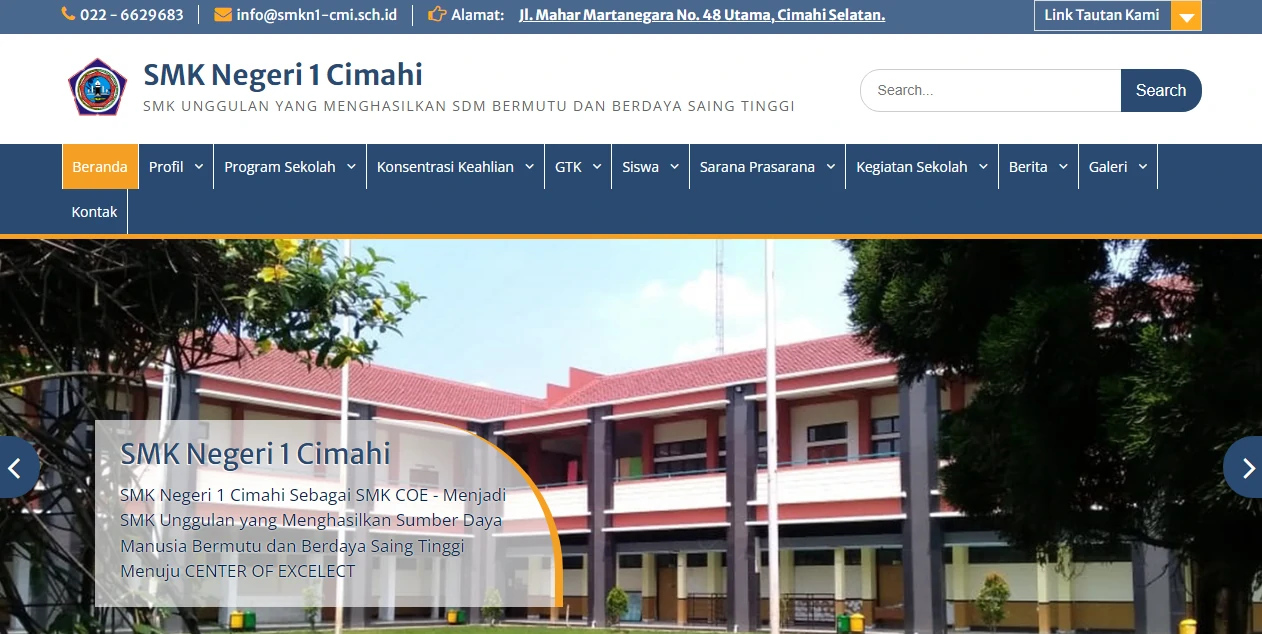 022 - 6629683 info@smkn1-cmi.sch.id Alamat: Jl. Mahar Martanegara No. 48 Utama, Cimahi Selatan. Link Tautan Kami
SMK Negeri 1 Cimahi
SMK UNGGULAN YANG MENGHASILKAN SDM BERMUTU DAN BERDAYA SAING TINGGI
Search... Search
Beranda Profil Program Sekolah Konsentrasi Keahlian GTK Siswa Sarana Prasarana Kegiatan Sekolah Berita Galeri
Kontak
SMK Negeri 1 Cimahi
SMK Negeri 1 Cimahi Sebagai SMK COE - Menjadi
SMK Unggulan yang Menghasilkan Sumber Daya
Manusia Bermutu dan Berdaya Saing Tinggi
Menuju CENTER OF EXCELECT